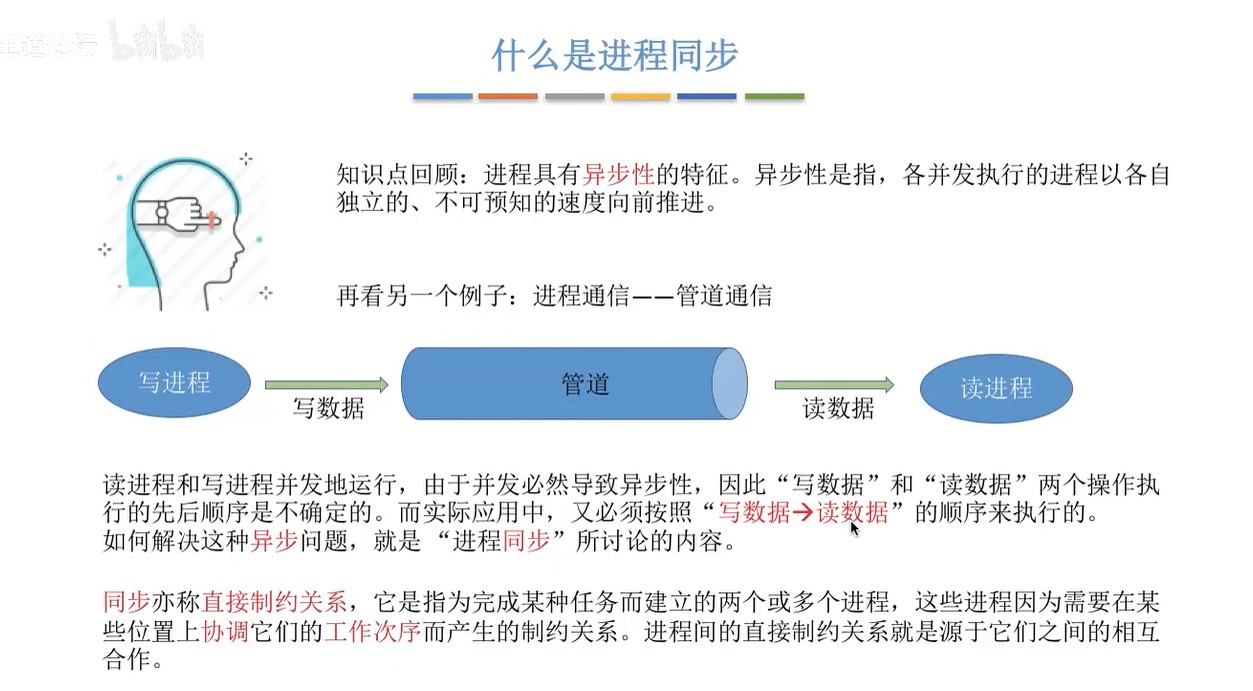 王道论坛 bilibili
什么是进程同步
知识点回顾：进程具有异步性的特征。异步性是指，各并发执行的进程以各自
独立的、不可预知的速度向前推进。
再看另一个例子：进程通信——管道通信
写进程
写数据
管道
读数据
读进程
读进程和写进程并发地运行，由于并发必然导致异步性，因此“写数据”和“读数据”两个操作执
行的先后顺序是不确定的。而实际应用中，又必须按照“写数据→读数据”的顺序来执行的。
如何解决这种异步问题，就是 “进程同步”所讨论的内容。
同步亦称直接制约关系，它是指为完成某种任务而建立的两个或多个进程，这些进程因为需要在某
些位置上协调它们的工作次序而产生的制约关系。进程间的直接制约关系就是源于它们之间的相互
合作。